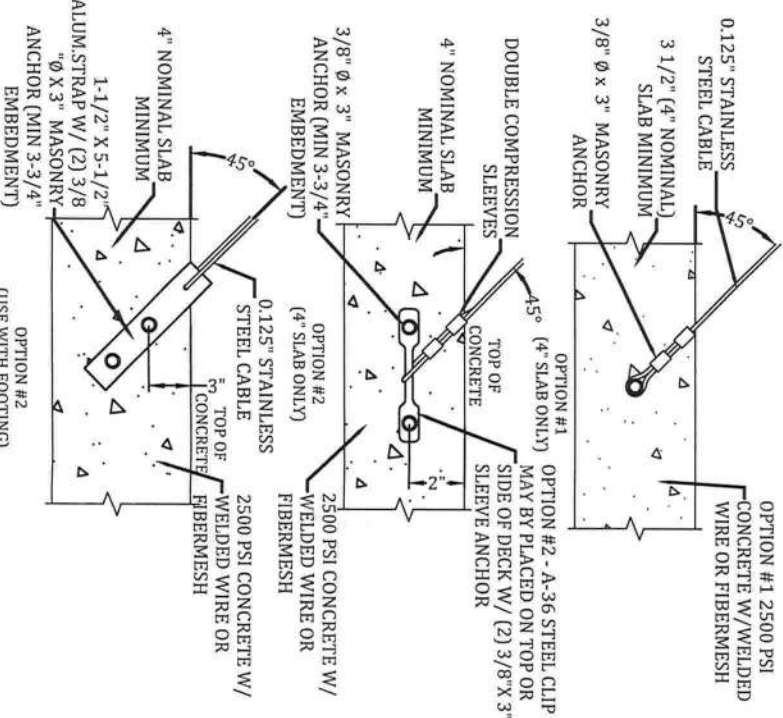 0.125" STAINLESS
STEEL CABLE
3 1/2" (4" NOMINAL)
SLAB MINIMUM
3/8" Ø x 3" MASONRY
ANCHOR
45°
OPTION #1 2500 PSI
CONCRETE W/WELDED
WIRE OR FIBERMESH
OPTION #1
(4" SLAB ONLY)
DOUBLE COMPRESSION
SLEEVES
4" NOMINAL SLAB
MINIMUM
3/8" Ø x 3" MASONRY
ANCHOR (MIN 3-3/4"
EMBEDMENT)
45°
TOP OF
CONCRETE
2"
OPTION #2 - A-36 STEEL CLIP
MAY BY PLACED ON TOP OR
SIDE OF DECK W/ (2) 3/8"X 3"
SLEEVE ANCHOR
2500 PSI CONCRETE W/
WELDED WIRE OR
FIBERMESH
OPTION #2
(4" SLAB ONLY)
4" NOMINAL SLAB
MINIMUM
1-1/2" X 5-1/2"
ALUM.STRAP W/ (2) 3/8
"Ø X 3" MASONRY
ANCHOR (MIN 3-3/4"
EMBEDMENT)
45°
0.125" STAINLESS
STEEL CABLE
3"
TOP OF
CONCRETE
2500 PSI CONCRETE W/
WELDED WIRE OR
FIBERMESH
OPTION #2
(USE WITH FOOTING)